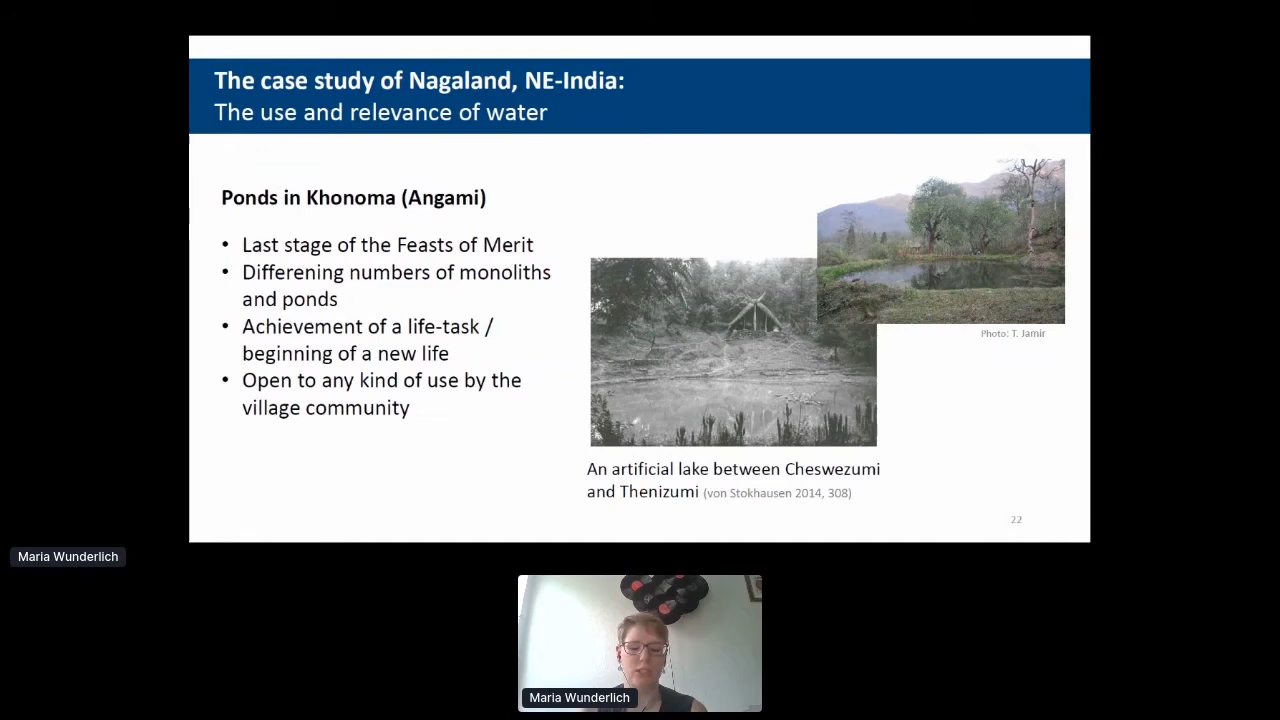 The case study of Nagaland, NE-India:
The use and relevance of water
Ponds in Khonoma (Angami)
• Last stage of the Feasts of Merit
• Differening numbers of monoliths
and ponds
• Achievement of a life-task /
beginning of a new life
• Open to any kind of use by the
village community
Photo: T. Jamir
An artificial lake between Cheswezumi
and Thenizumi (von Stokhausen 2014, 308)
22
Maria Wunderlich
Maria Wunderlich